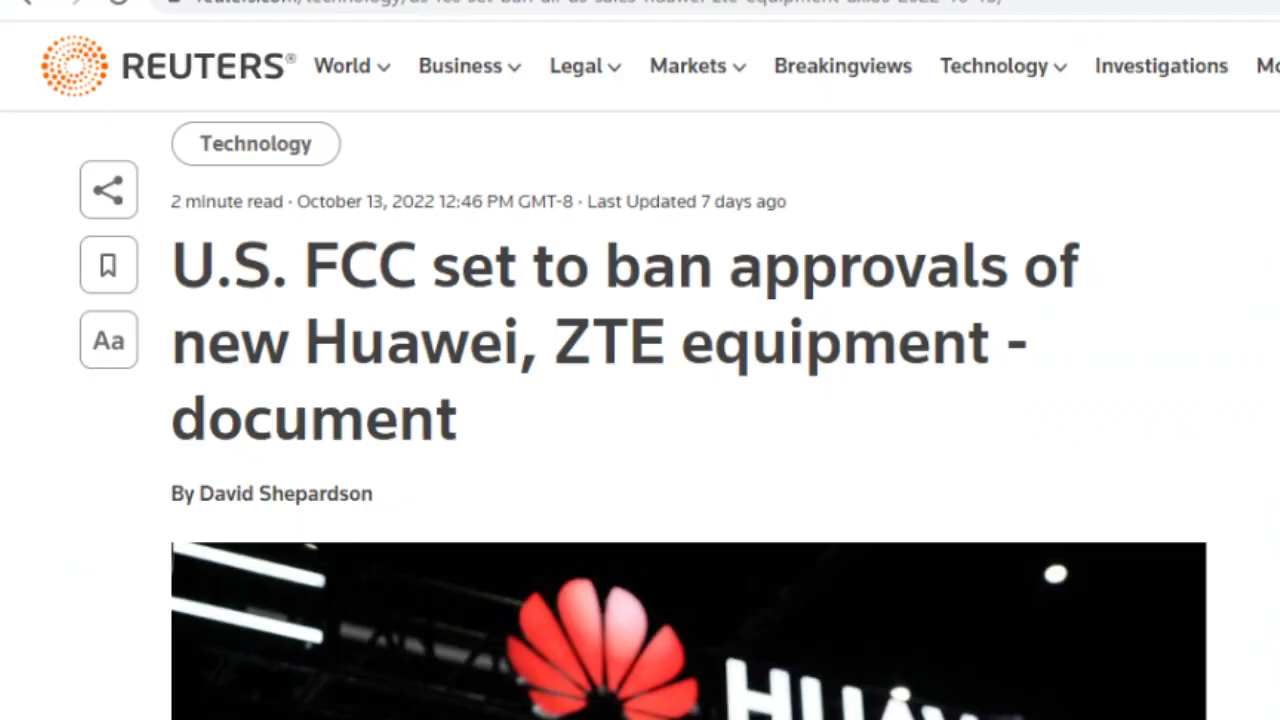 REUTERS®
World Business Legal Markets Breakingviews Technology Investigations
Technology
2 minute read · October 13, 2022 12:46 PM GMT-8 · Last Updated 7 days ago
U.S. FCC set to ban approvals of
new Huawei, ZTE equipment -
document
Aa
By David Shepardson